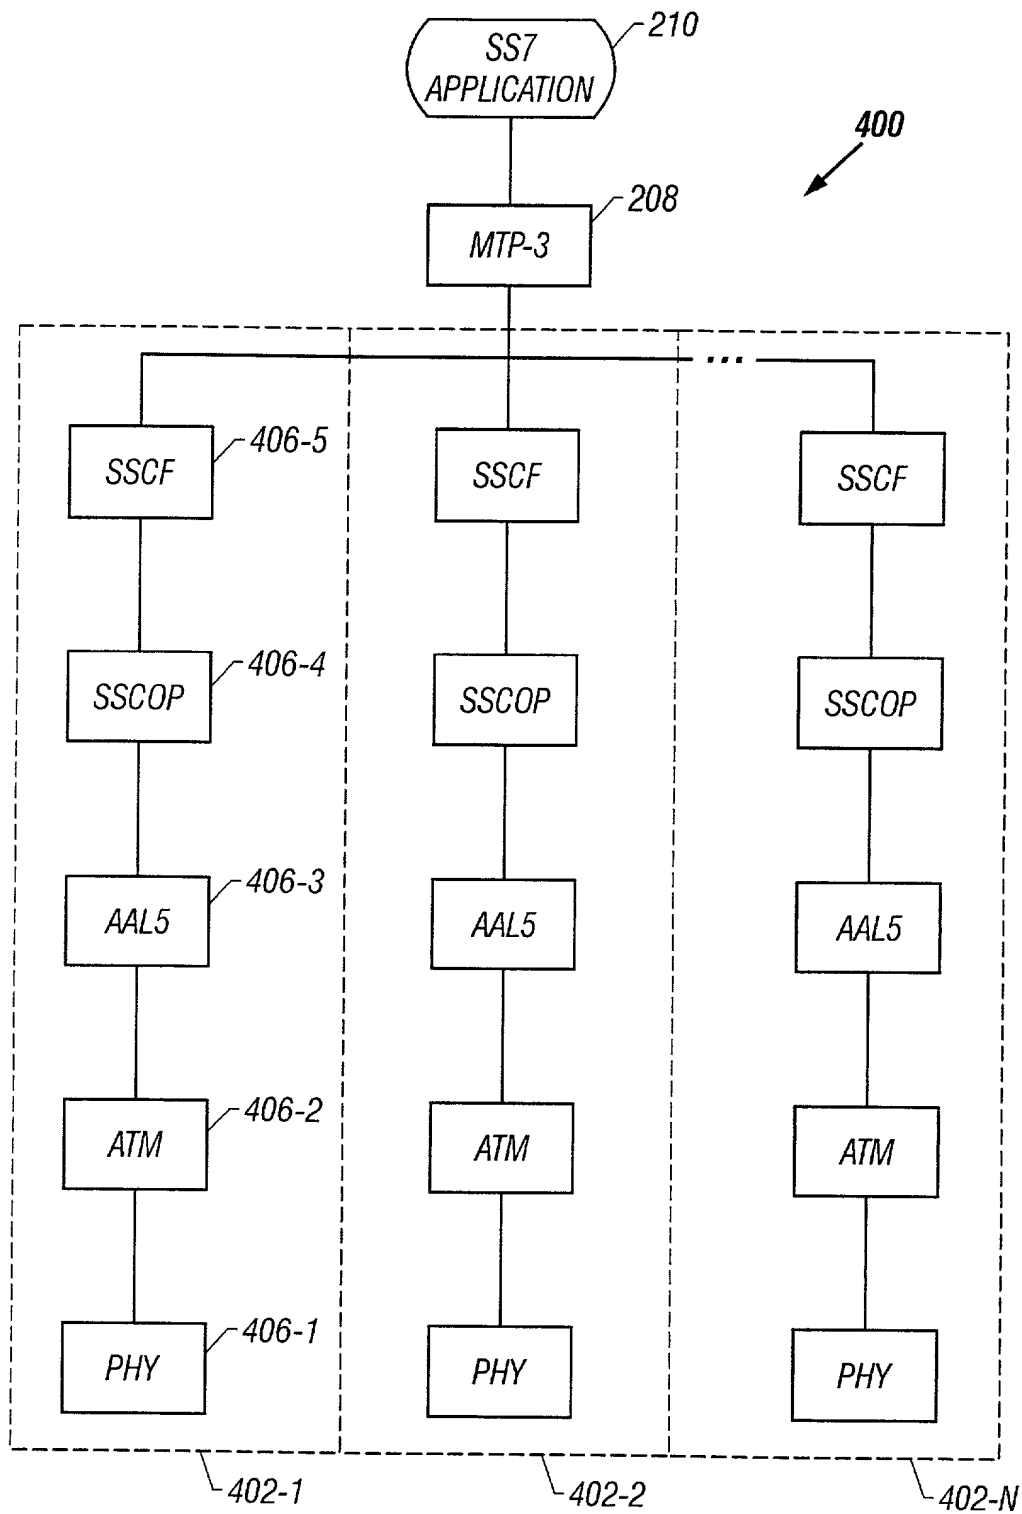 210
SS7
APPLICATION
400
208
MTP-3
...
406-5
SSCF
SSCF
SSCF
406-4
SSCOP
SSCOP
SSCOP
406-3
AAL5
AAL5
AAL5
406-2
ATM
ATM
ATM
406-1
PHY
PHY
PHY
402-1
402-2
402-N